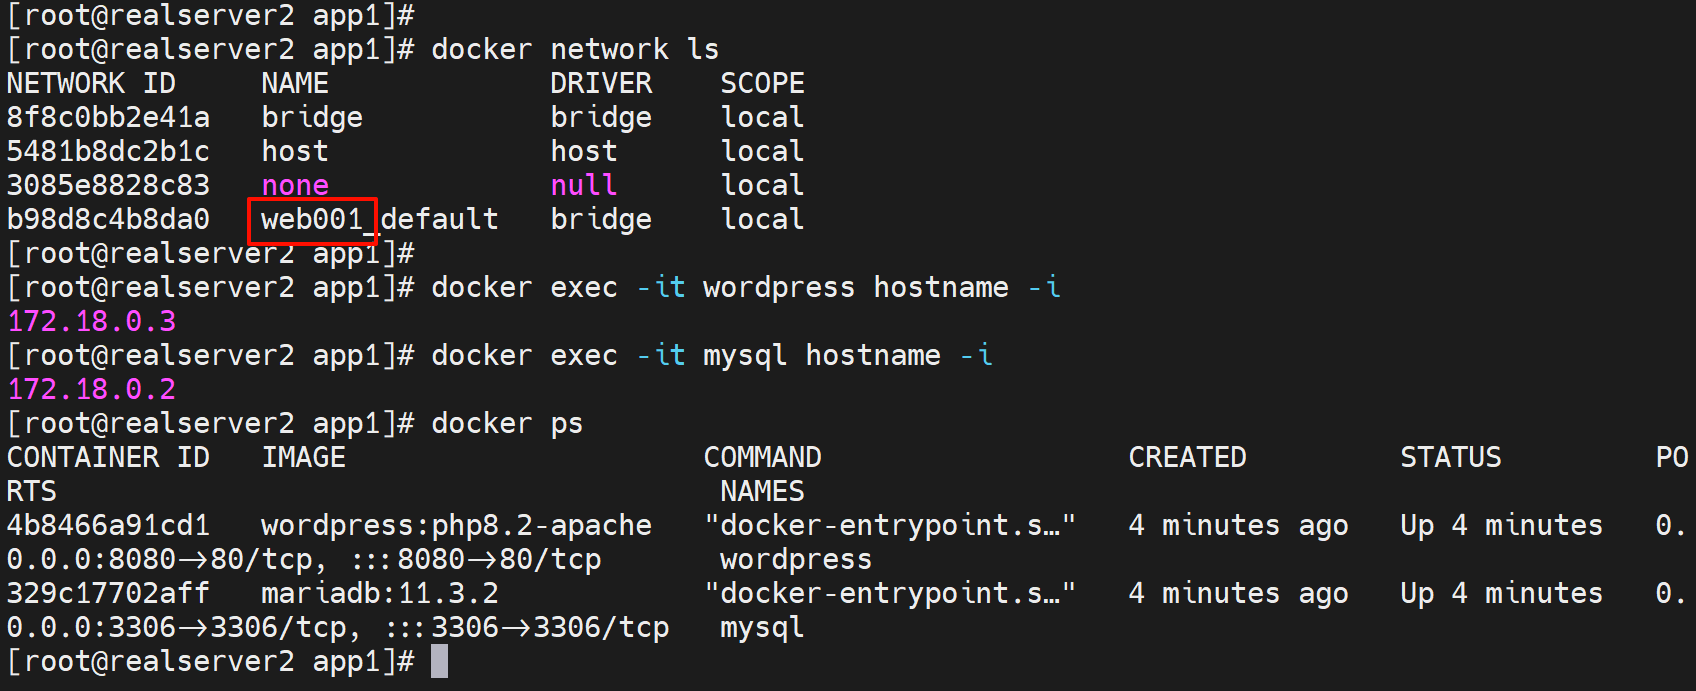 [root@realserver2 app1]#
[root@realserver2 app1]# docker network ls
NETWORK ID     NAME             DRIVER    SCOPE
8f8c0bb2e41a   bridge           bridge    local
5481b8dc2b1c   host             host      local
3085e8828c83   none             null      local
b98d8c4b8da0   web001_default   bridge    local
[root@realserver2 app1]#
[root@realserver2 app1]# docker exec -it wordpress hostname -i
172.18.0.3
[root@realserver2 app1]# docker exec -it mysql hostname -i
172.18.0.2
[root@realserver2 app1]# docker ps
CONTAINER ID   IMAGE                     COMMAND                  CREATED         STATUS         PO
RTS                                       NAMES
4b8466a91cd1   wordpress:php8.2-apache   "docker-entrypoint.s…"   4 minutes ago   Up 4 minutes   0.
0.0.0:8080->80/tcp, :::8080->80/tcp       wordpress
329c17702aff   mariadb:11.3.2            "docker-entrypoint.s…"   4 minutes ago   Up 4 minutes   0.
0.0.0:3306->3306/tcp, :::3306->3306/tcp   mysql
[root@realserver2 app1]#